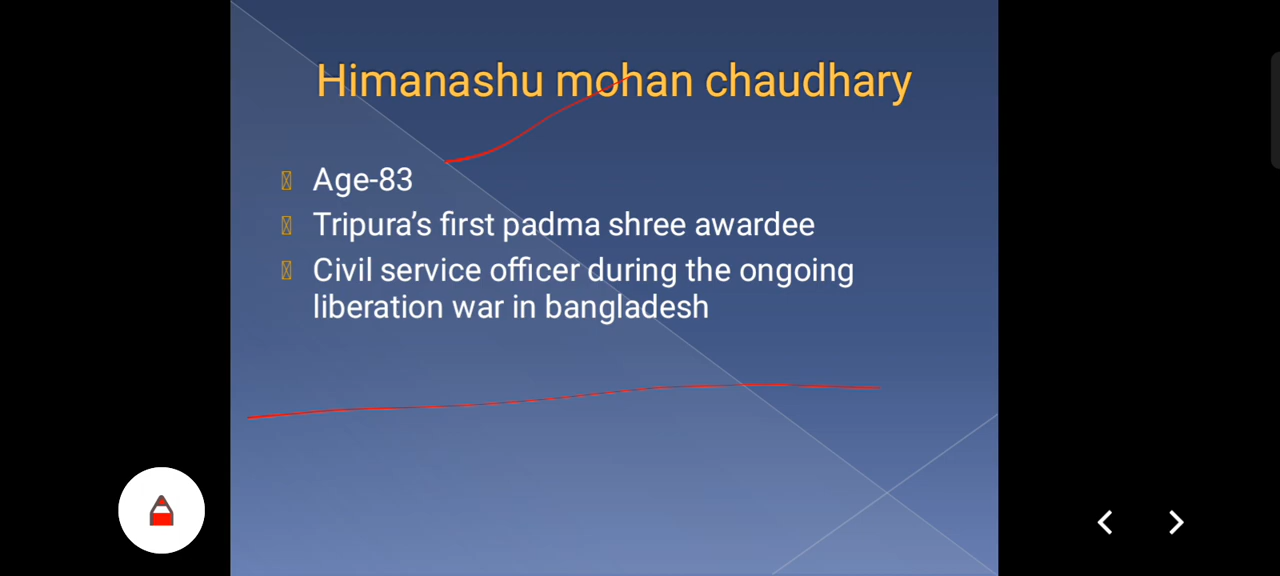 Himanashu mohan chaudhary
Age-83
Tripura’s first padma shree awardee
Civil service officer during the ongoing
liberation war in bangladesh